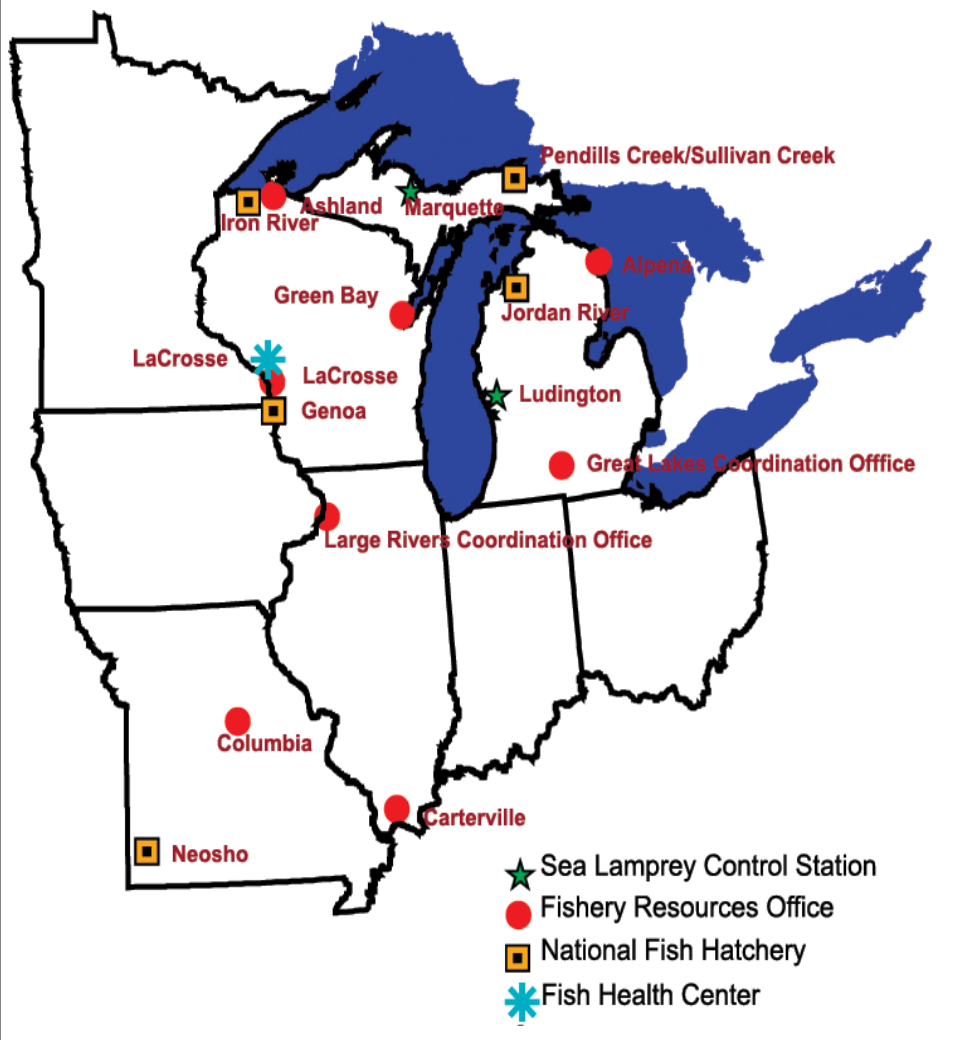 Pendills Creek/Sullivan Creek
Ashland
Marquette
Iron River
Alpena
Green Bay
Jordan River
LaCrosse
LaCrosse
Ludington
Genoa
Great Lakes Coordination Offfice
Large Rivers Coordination Office
Columbia
Carterville
Neosho
Sea Lamprey Control Station
Fishery Resources Office
National Fish Hatchery
Fish Health Center